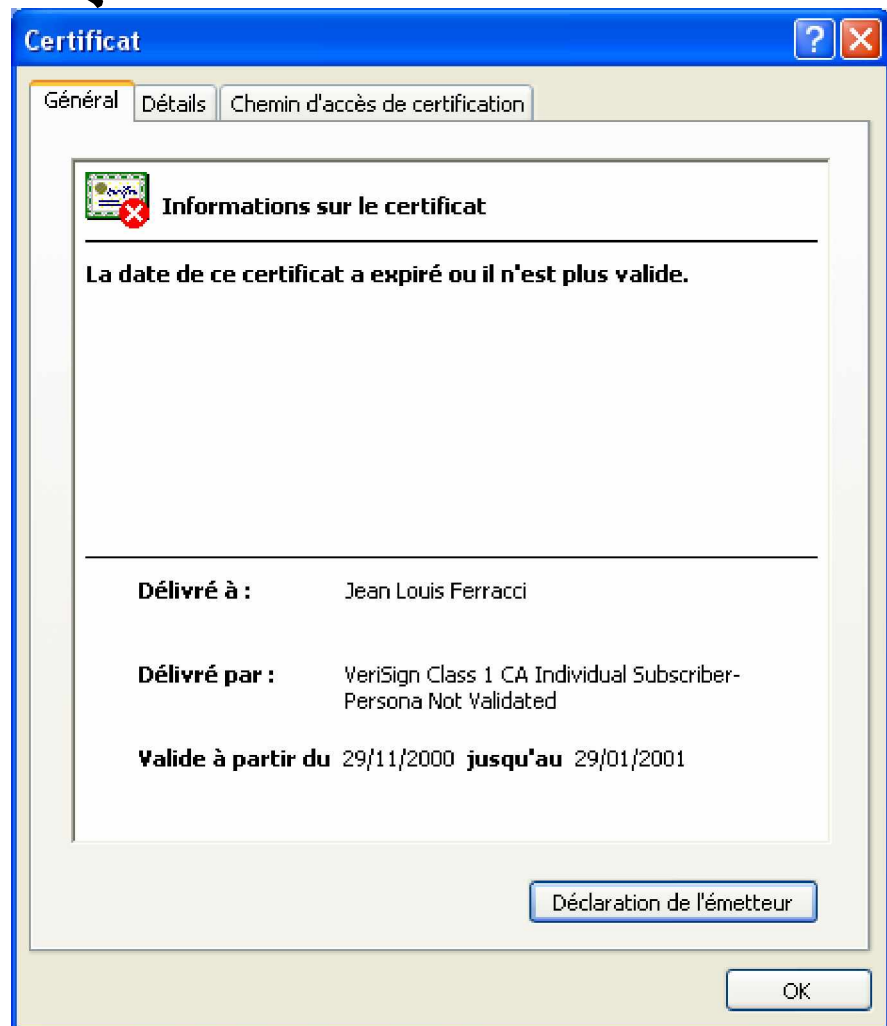 Certificat
Général Détails Chemin d'accès de certification
Informations sur le certificat
La date de ce certificat a expiré ou il n'est plus valide.
Délivré à : Jean Louis Ferracci
Délivré par : VeriSign Class 1 CA Individual Subscriber-
Persona Not Validated
Valide à partir du 29/11/2000 jusqu'au 29/01/2001
Déclaration de l'émetteur
OK